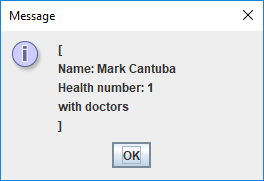 Message
[
Name: Mark Cantuba
Health number: 1
with doctors
]
OK